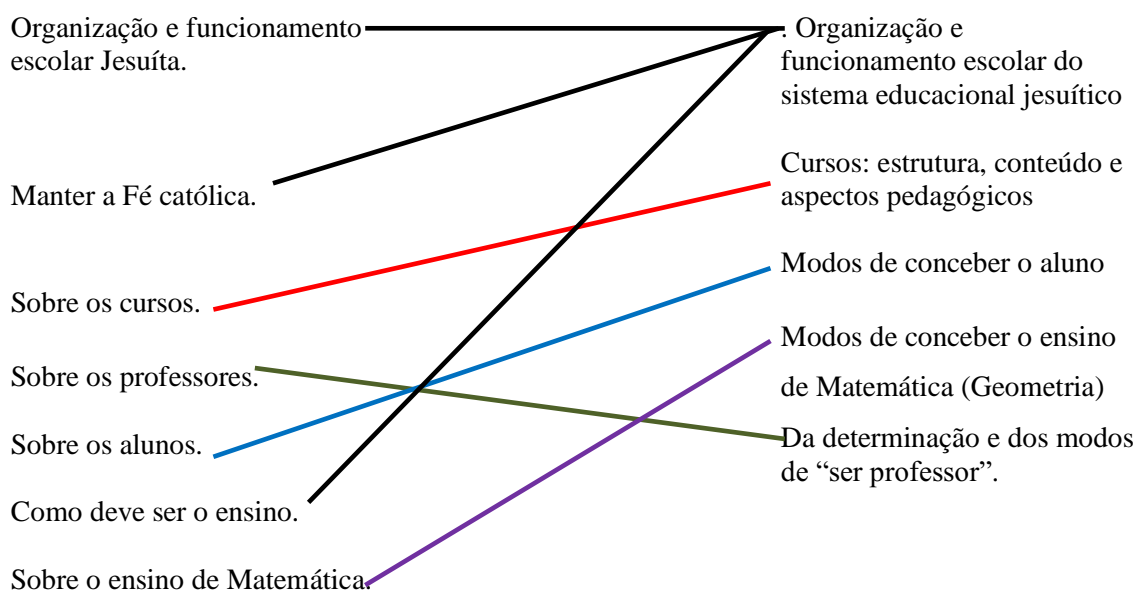 Organização e funcionamento
escolar Jesuíta.
Manter a Fé católica.
Sobre os cursos.
Sobre os professores.
Sobre os alunos.
Como deve ser o ensino.
Sobre o ensino de Matemática.
. Organização e
funcionamento escolar do
sistema educacional jesuítico
Cursos: estrutura, conteúdo e
aspectos pedagógicos
Modos de conceber o aluno
Modos de conceber o ensino
de Matemática (Geometria)
Da determinação e dos modos
de “ser professor”.